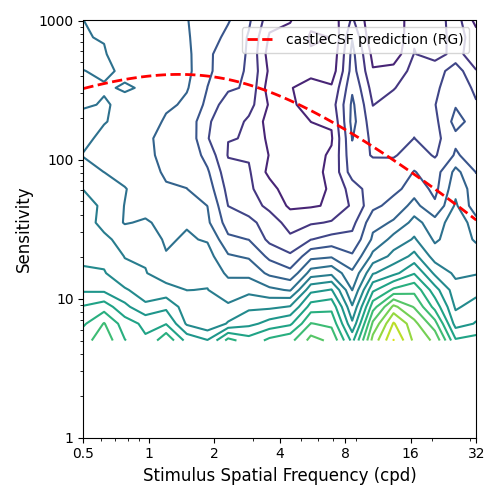 castleCSF prediction (RG)
1000
100
10
1
Sensitivity
0.5 1 2 4 8 16 32
Stimulus Spatial Frequency (cpd)